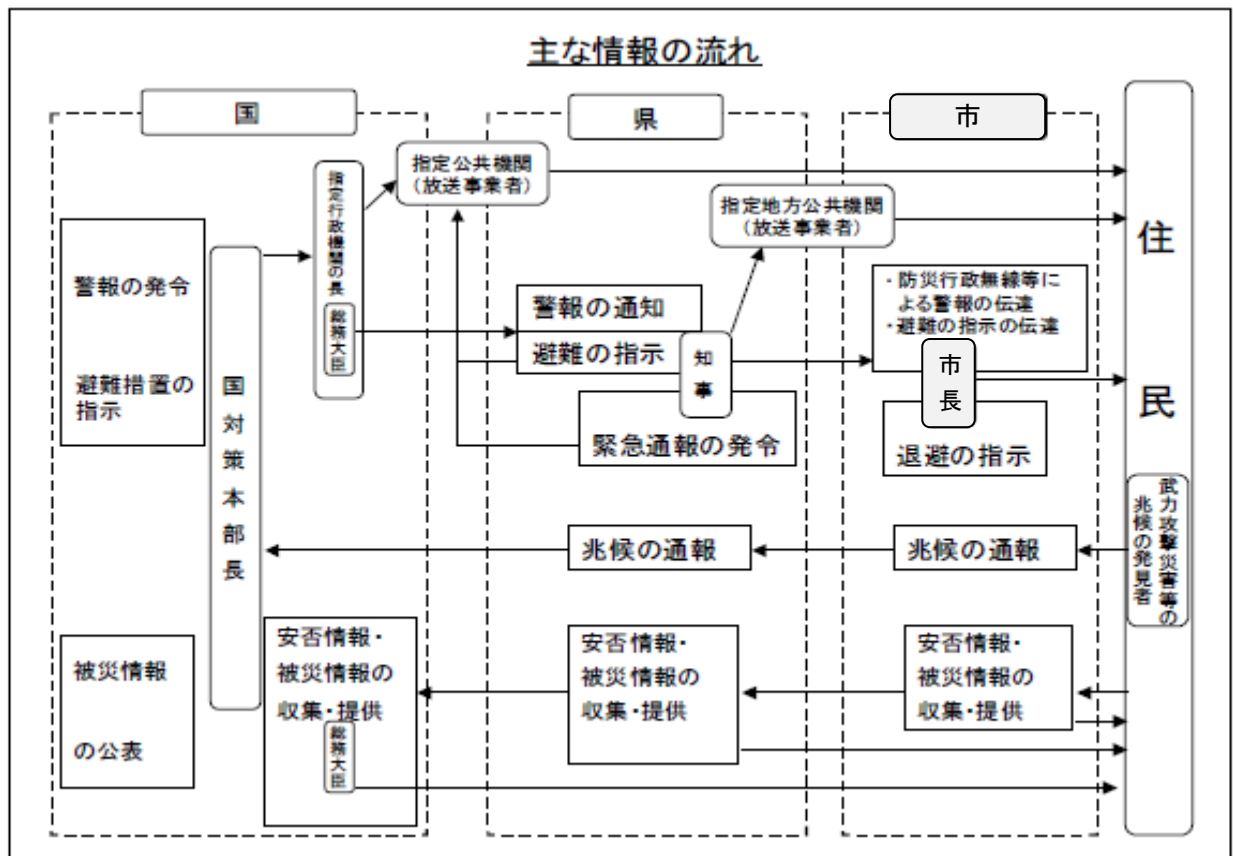 主な情報の流れ
国
県
市
指定公共機関
(放送事業者)
指定行政機関の長
総務大臣
指定地方公共機関
(放送事業者)
住民
警報の発令
避難措置の
指示
国対策本部長
警報の通知
避難の指示
知事
緊急通報の発令
・防災行政無線等に
よる警報の伝達
・避難の指示の伝達
市長
退避の指示
武力攻撃災害等の
兆候の発見者
兆候の通報
兆候の通報
被災情報
の公表
安否情報・
被災情報の
収集・提供
総務大臣
安否情報・
被災情報の
収集・提供
安否情報・
被災情報の
収集・提供